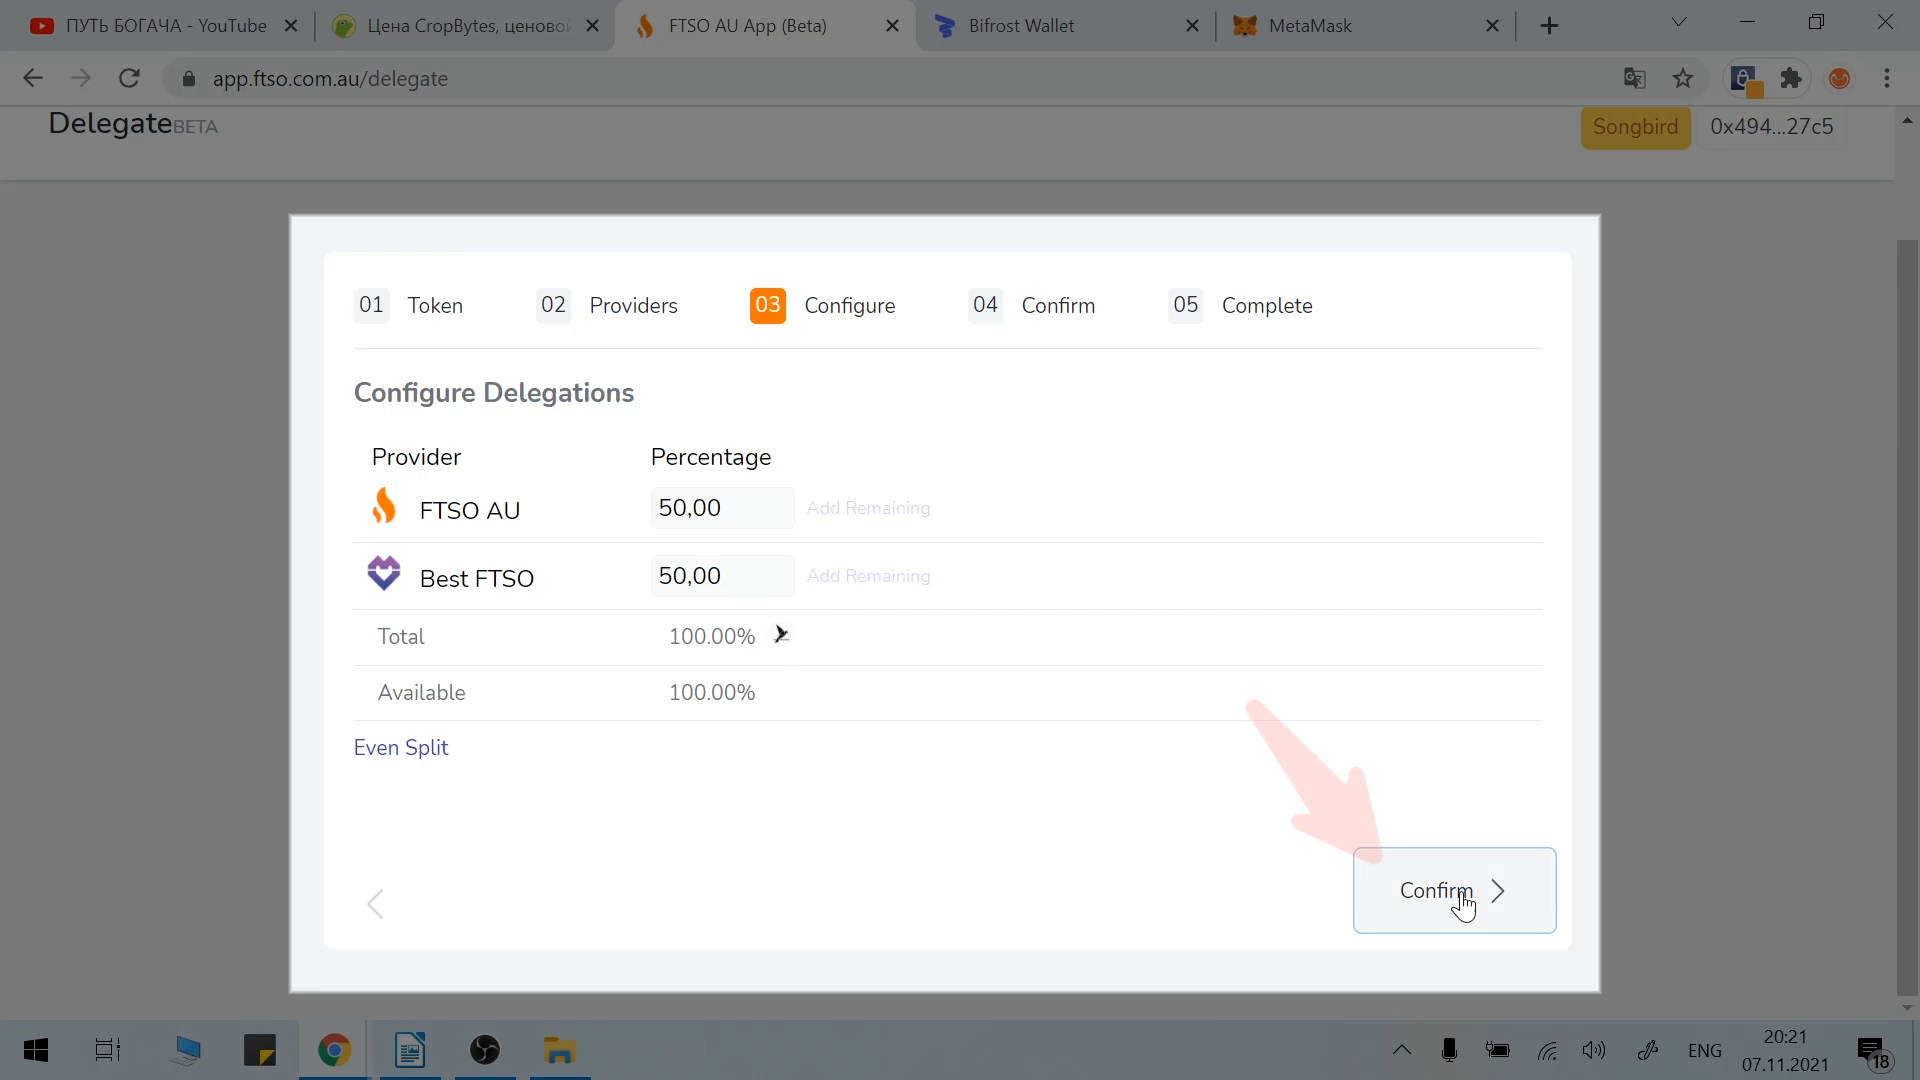 ПУТЬ БОГАЧА - YouTube
Цена CropBytes, ценовой
FTSO AU App (Beta)
Bifrost Wallet
MetaMask
app.ftso.com.au/delegate
DelegateBETA
Songbird
0x494...27c5
01 Token
02 Providers
03 Configure
04 Confirm
05 Complete
Configure Delegations
Provider Percentage
FTSO AU 50,00 Add Remaining
Best FTSO 50,00 Add Remaining
Total 100.00%
Available 100.00%
Even Split
Confirm
ENG
20:21
07.11.2021
18